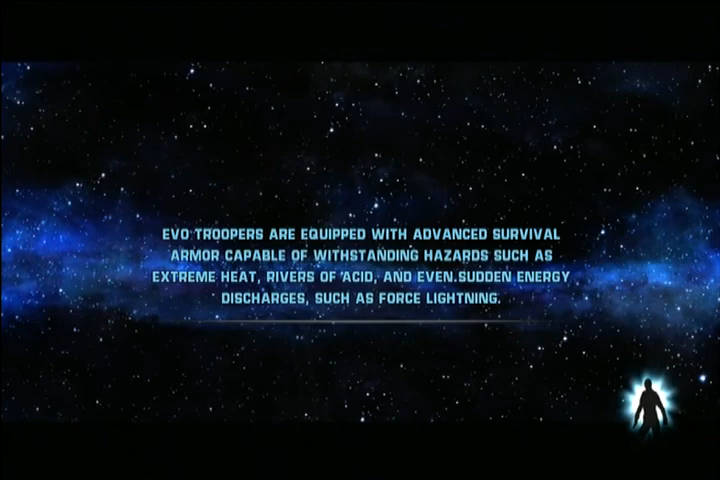 EVO TROOPERS ARE EQUIPPED WITH ADVANCED SURVIVAL
ARMOR CAPABLE OF WITHSTANDING HAZARDS SUCH AS
EXTREME HEAT, RIVERS OF ACID, AND EVEN SUDDEN ENERGY
DISCHARGES, SUCH AS FORCE LIGHTNING.